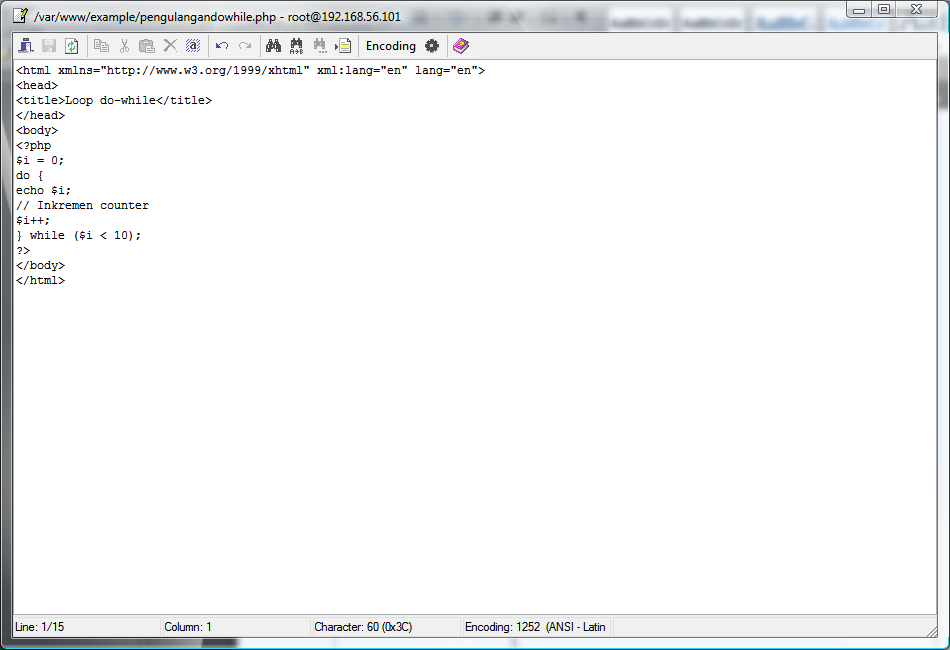 /var/www/example/pengulangandowhile.php - root@192.168.56.101
Encoding
<html xmlns="http://www.w3.org/1999/xhtml" xml:lang="en" lang="en">
<head>
<title>Loop do-while</title>
</head>
<body>
<?php
$i = 0;
do {
echo $i;
// Inkremen counter
$i++;
} while ($i < 10);
?>
</body>
</html>
Line: 1/15 Column: 1 Character: 60 (0x3C) Encoding: 1252 (ANSI - Latin